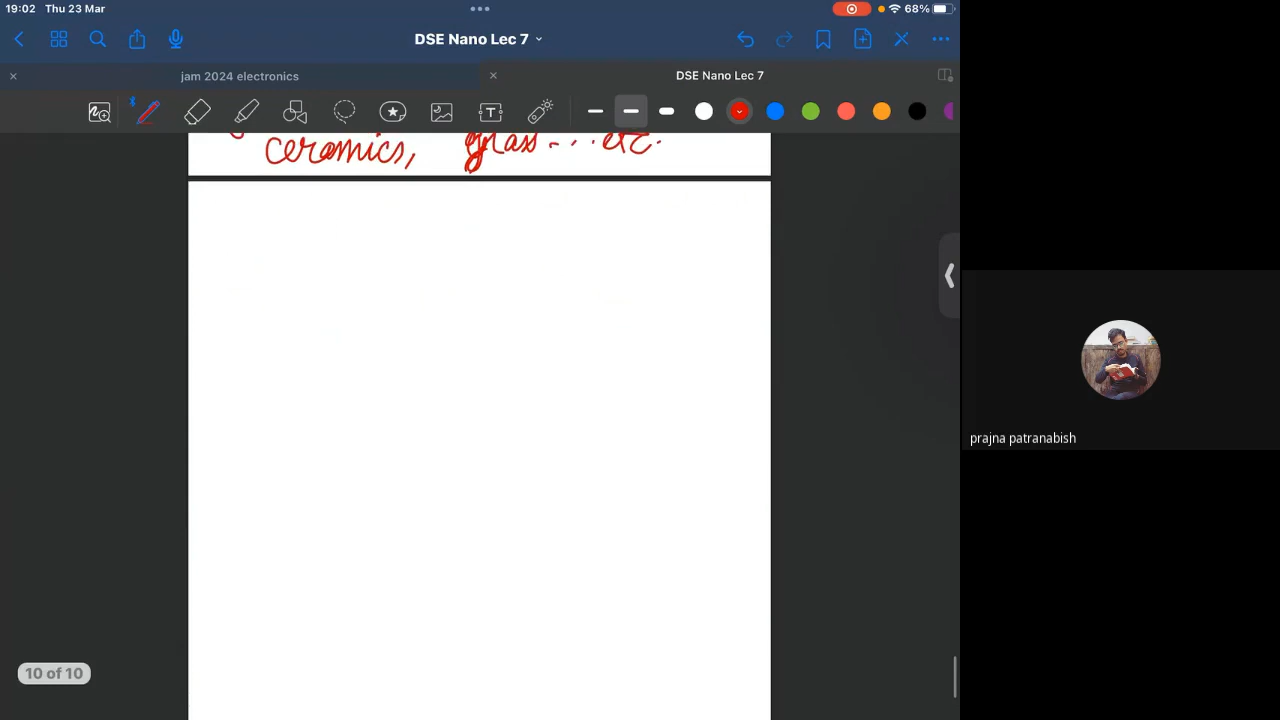 19:02 Thu 23 Mar
68%
DSE Nano Lec 7
jam 2024 electronics
DSE Nano Lec 7
ceramics, glass ... etc.
prajna patranabish
10 of 10